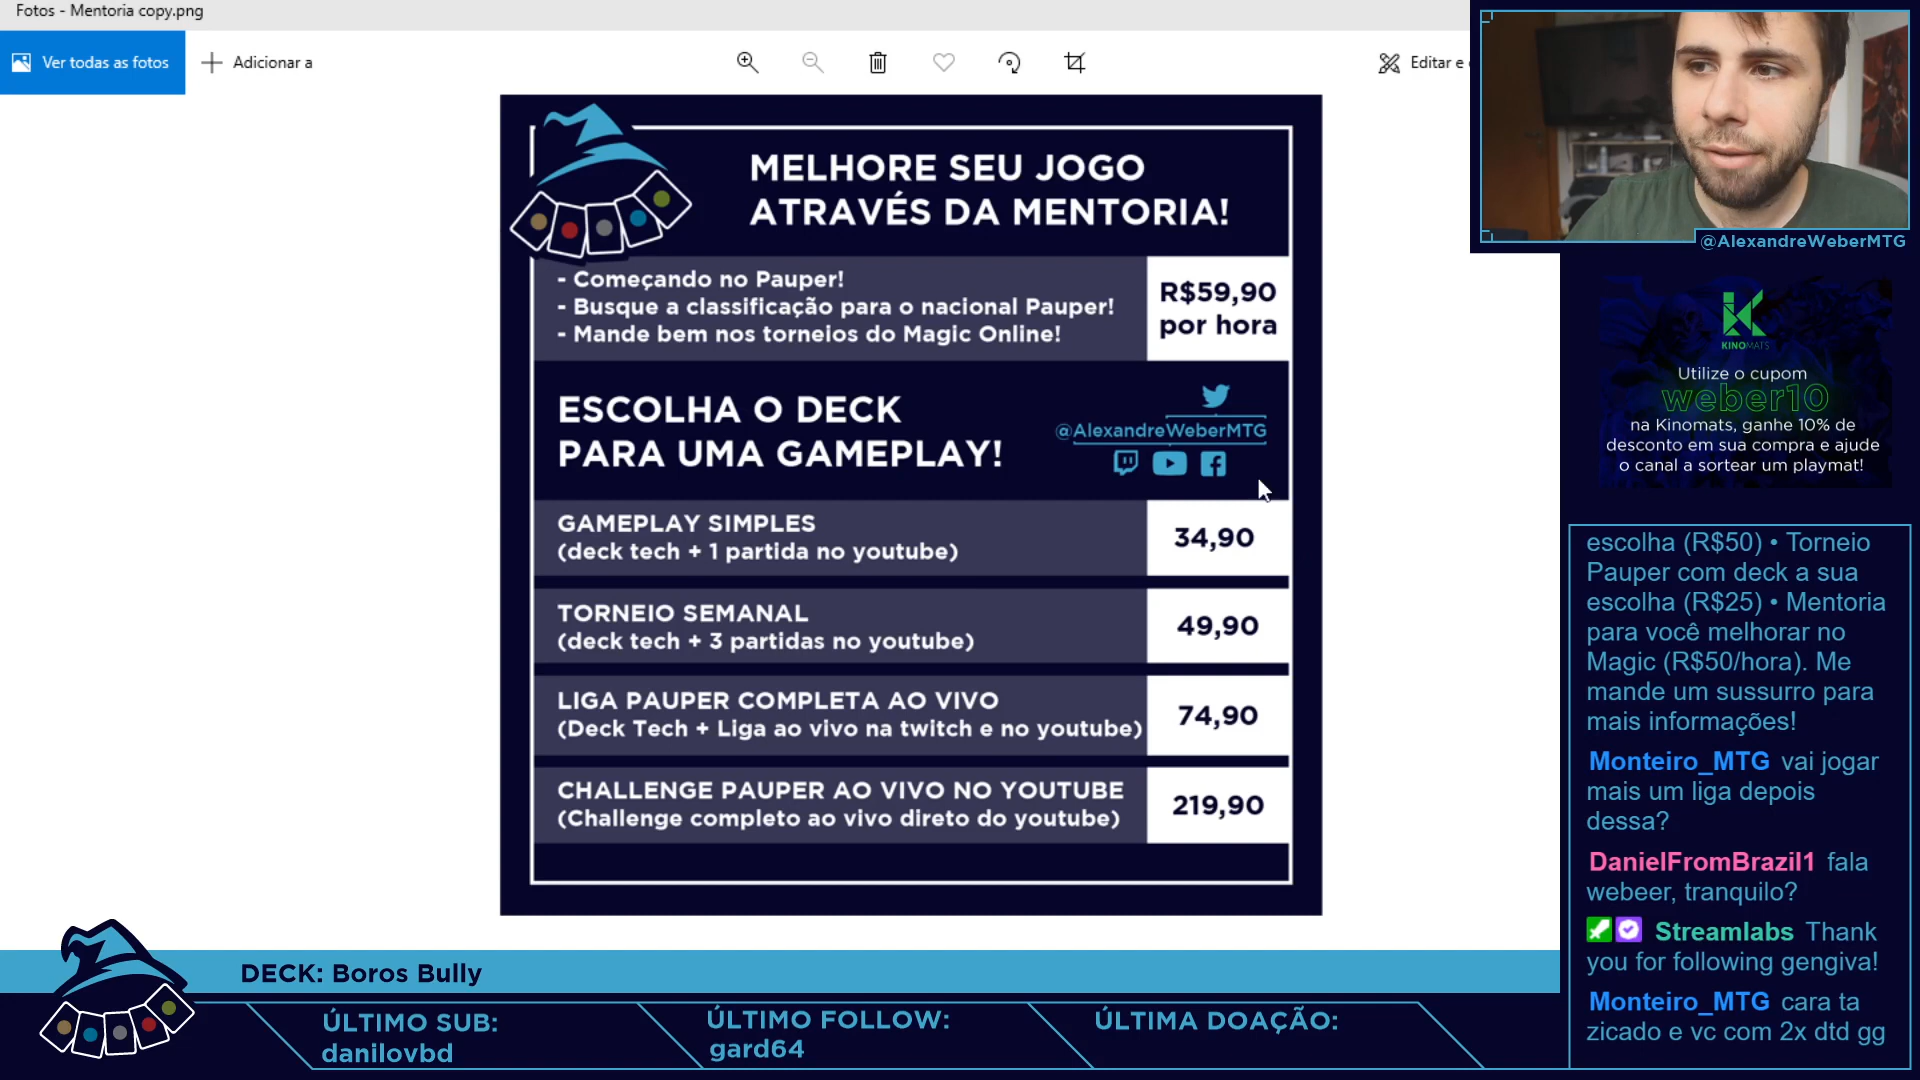 Fotos - Mentoria copy.png
Ver todas as fotos
Adicionar a
Editar e
MELHORE SEU JOGO
ATRAVÉS DA MENTORIA!
- Começando no Pauper!
- Busque a classificação para o nacional Pauper!
- Mande bem nos torneios do Magic Online!
R$59,90
por hora
ESCOLHA O DECK
PARA UMA GAMEPLAY!
@AlexandreWeberMTG
GAMEPLAY SIMPLES
(deck tech + 1 partida no youtube)
34,90
TORNEIO SEMANAL
(deck tech + 3 partidas no youtube)
49,90
LIGA PAUPER COMPLETA AO VIVO
(Deck Tech + Liga ao vivo na twitch e no youtube)
74,90
CHALLENGE PAUPER AO VIVO NO YOUTUBE
(Challenge completo ao vivo direto do youtube)
219,90
@AlexandreWeberMTG
KINOMATS
Utilize o cupom
weber10
na Kinomats, ganhe 10% de
desconto em sua compra e ajude
o canal a sortear um playmat!
escolha (R$50) • Torneio
Pauper com deck a sua
escolha (R$25) • Mentoria
para você melhorar no
Magic (R$50/hora). Me
mande um sussurro para
mais informações!
Monteiro_MTG vai jogar
mais um liga depois
dessa?
DanielFromBrazil1 fala
webeer, tranquilo?
Streamlabs Thank
you for following gengiva!
Monteiro_MTG cara ta
zicado e vc com 2x dtd gg
DECK: Boros Bully
ÚLTIMO SUB:
danilovbd
ÚLTIMO FOLLOW:
gard64
ÚLTIMA DOAÇÃO: